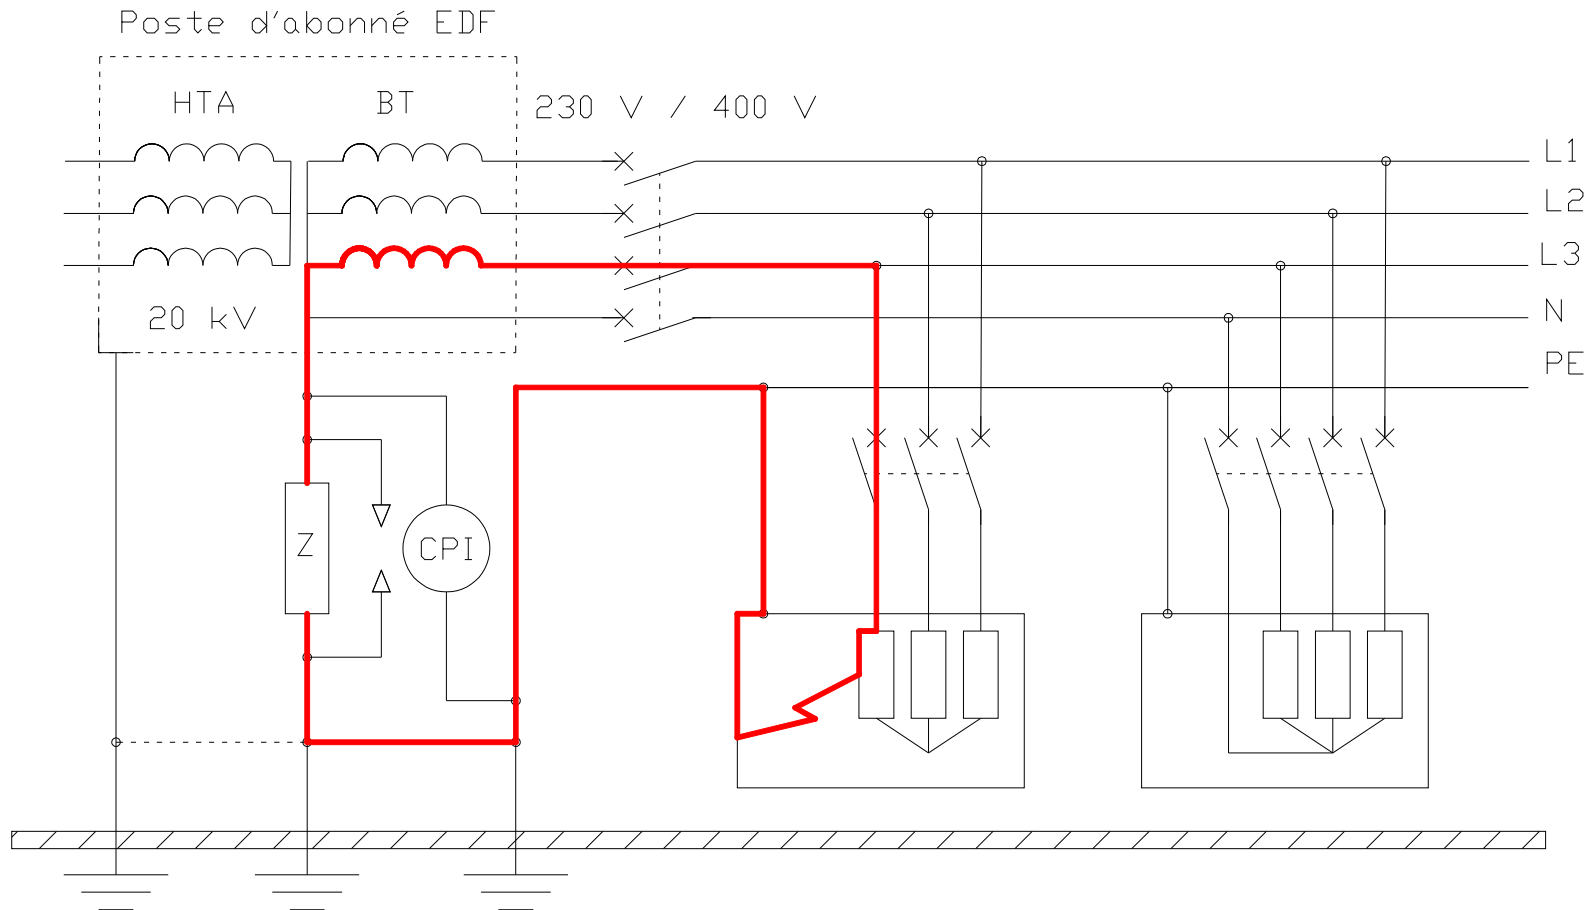 Poste d'abonné EDF
HTA
BT
230 V / 400 V
L1
L2
L3
20 kV
N
PE
Z
CPI